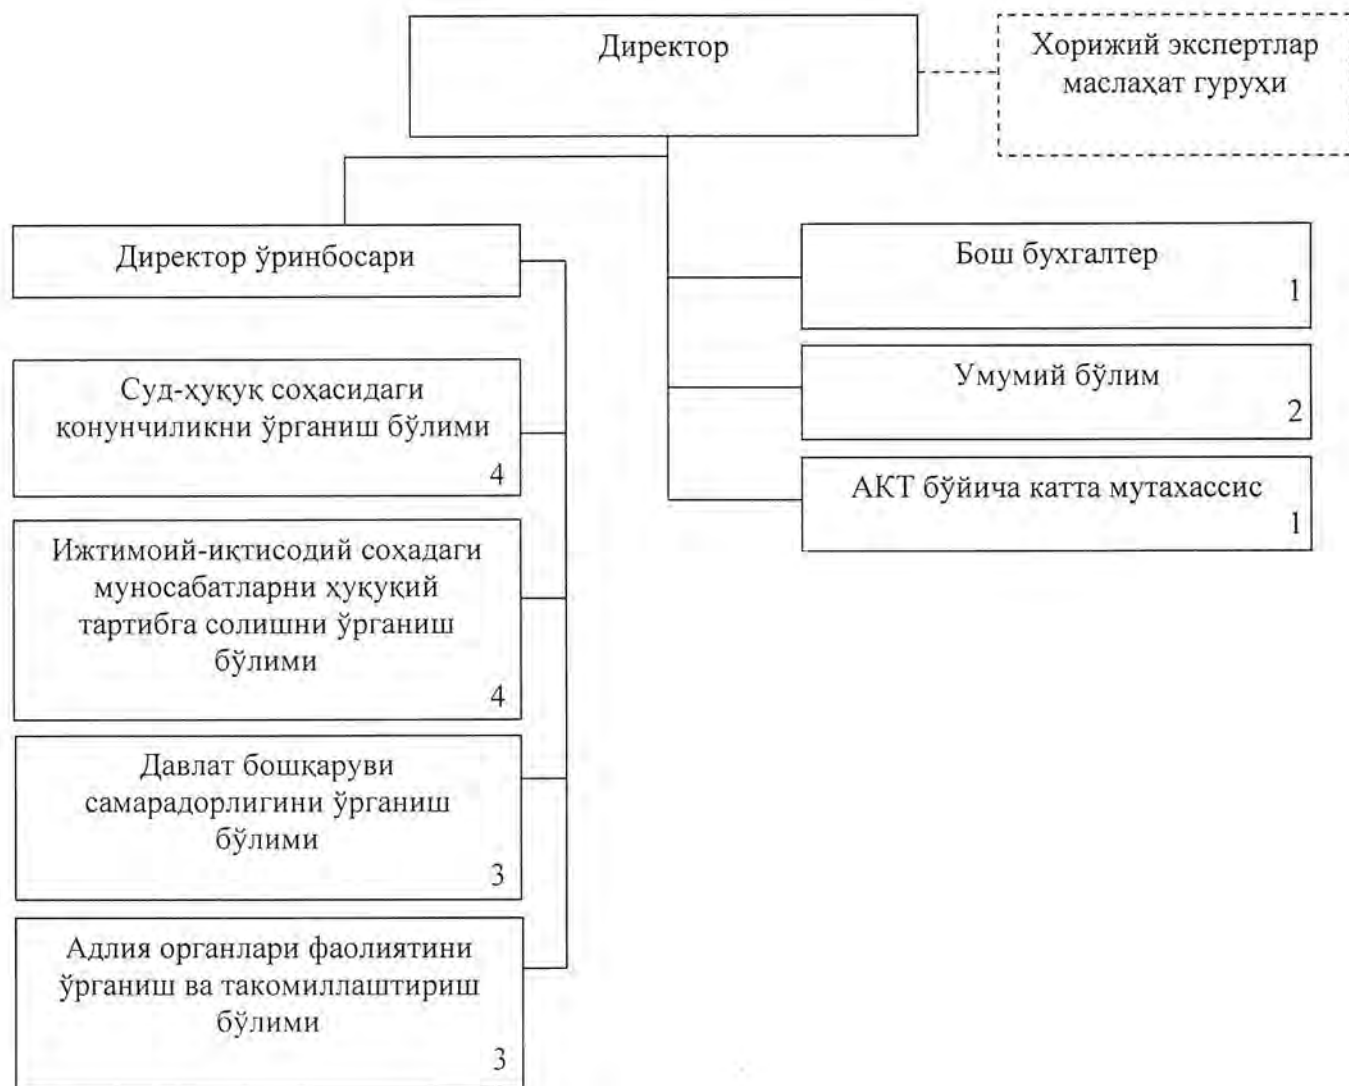 Директор
Хорижий экспертлар
маслаҳат гуруҳи
Директор ўринбосари
Суд-ҳуқуқ соҳасидаги
қонунчиликни ўрганиш бўлими
4
Ижтимоий-иқтисодий соҳадаги
муносабатларни ҳуқуқий
тартибга солишни ўрганиш
бўлими
4
Давлат бошқаруви
самарадорлигини ўрганиш
бўлими
3
Адлия органлари фаолиятини
ўрганиш ва такомиллаштириш
бўлими
3
Бош бухгалтер
1
Умумий бўлим
2
АКТ бўйича катта мутахассис
1